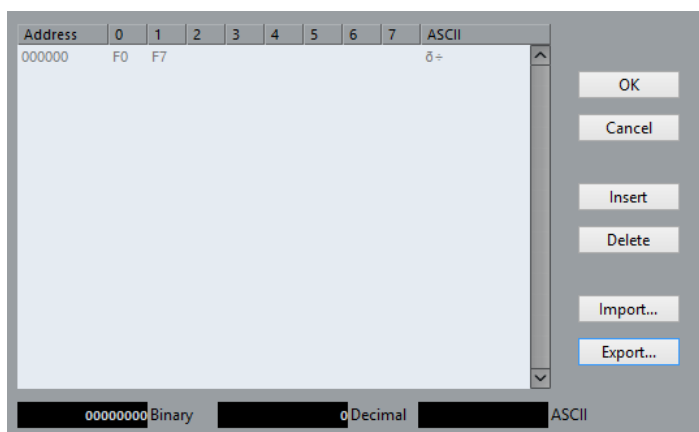 Address 0 1 2 3 4 5 6 7 ASCII
000000 F0 F7 ð÷
OK
Cancel
Insert
Delete
Import...
Export...
00000000 Binary 0 Decimal ASCII